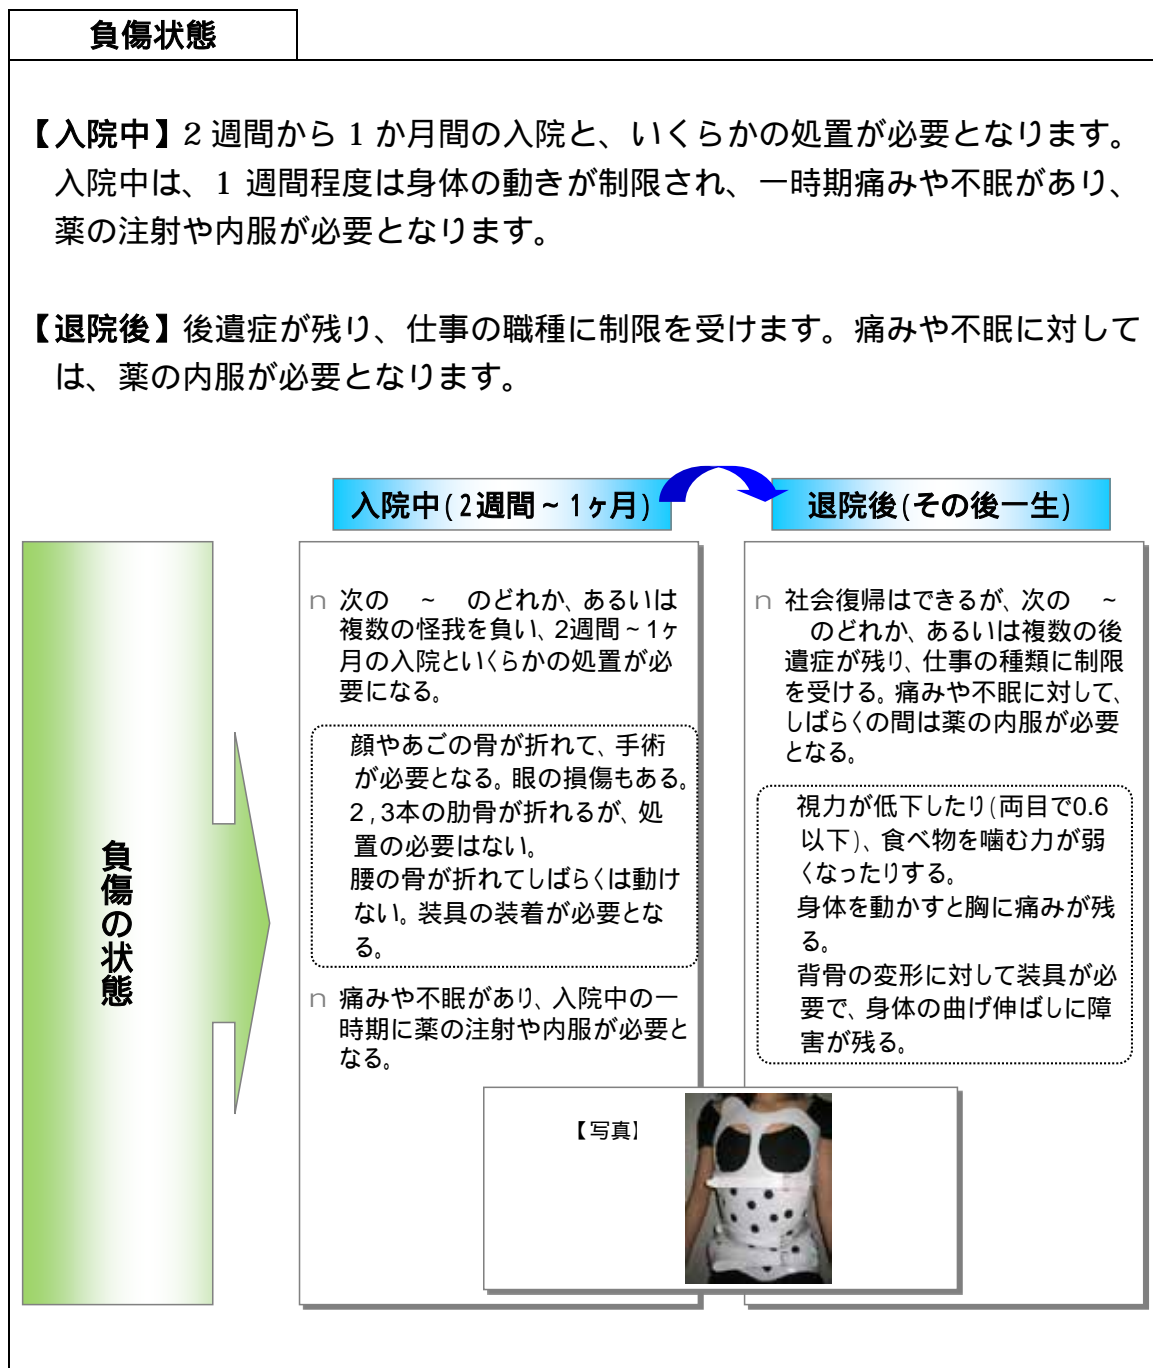 負傷状態
【入院中】2 週間から 1 か月間の入院と、いくらかの処置が必要となります。
入院中は、1 週間程度は身体の動きが制限され、一時期痛みや不眠があり、
薬の注射や内服が必要となります。
【退院後】後遺症が残り、仕事の職種に制限を受けます。痛みや不眠に対して
は、薬の内服が必要となります。
入院中(2週間~1ヶ月)
退院後(その後一生)
負傷の状態
n 次の ~ のどれか、あるいは
複数の怪我を負い、2週間~1ヶ
月の入院といくらかの処置が必
要になる。
顔やあごの骨が折れて、手術
が必要となる。眼の損傷もある。
2,3本の肋骨が折れるが、処
置の必要はない。
腰の骨が折れてしばらくは動け
ない。装具の装着が必要とな
る。
n 痛みや不眠があり、入院中の一
時期に薬の注射や内服が必要と
なる。
n 社会復帰はできるが、次の ~
のどれか、あるいは複数の後
遺症が残り、仕事の種類に制限
を受ける。痛みや不眠に対して、
しばらくの間は薬の内服が必要
となる。
視力が低下したり(両目で0.6
以下)、食べ物を噛む力が弱
くなったりする。
身体を動かすと胸に痛みが残
る。
背骨の変形に対して装具が必
要で、身体の曲げ伸ばしに障
害が残る。
【写真】